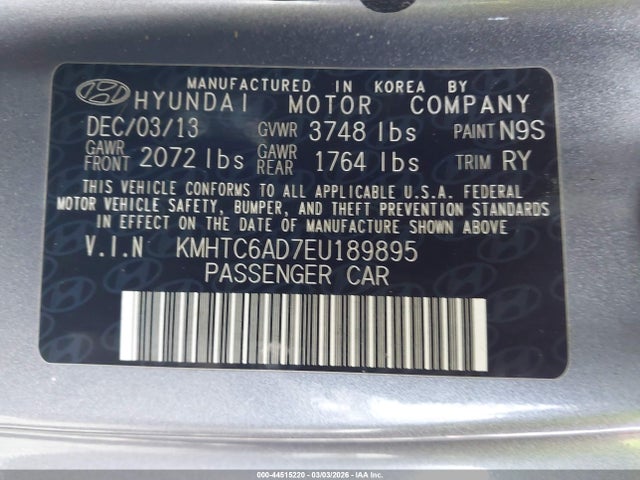 MANUFACTURED IN KOREA BY
HYUNDAI MOTOR COMPANY
DEC/03/13 GVWR 3748 lbs PAINT N9S
GAWR FRONT 2072 lbs GAWR REAR 1764 lbs TRIM RY
THIS VEHICLE CONFORMS TO ALL APPLICABLE U.S.A. FEDERAL
MOTOR VEHICLE SAFETY, BUMPER, AND THEFT PREVENTION STANDARDS
IN EFFECT ON THE DATE OF MANUFACTURE SHOWN ABOVE
V.I.N KMHTC6AD7EU189895
PASSENGER CAR
000-44515220 - 03/03/2026 - IAA Inc.